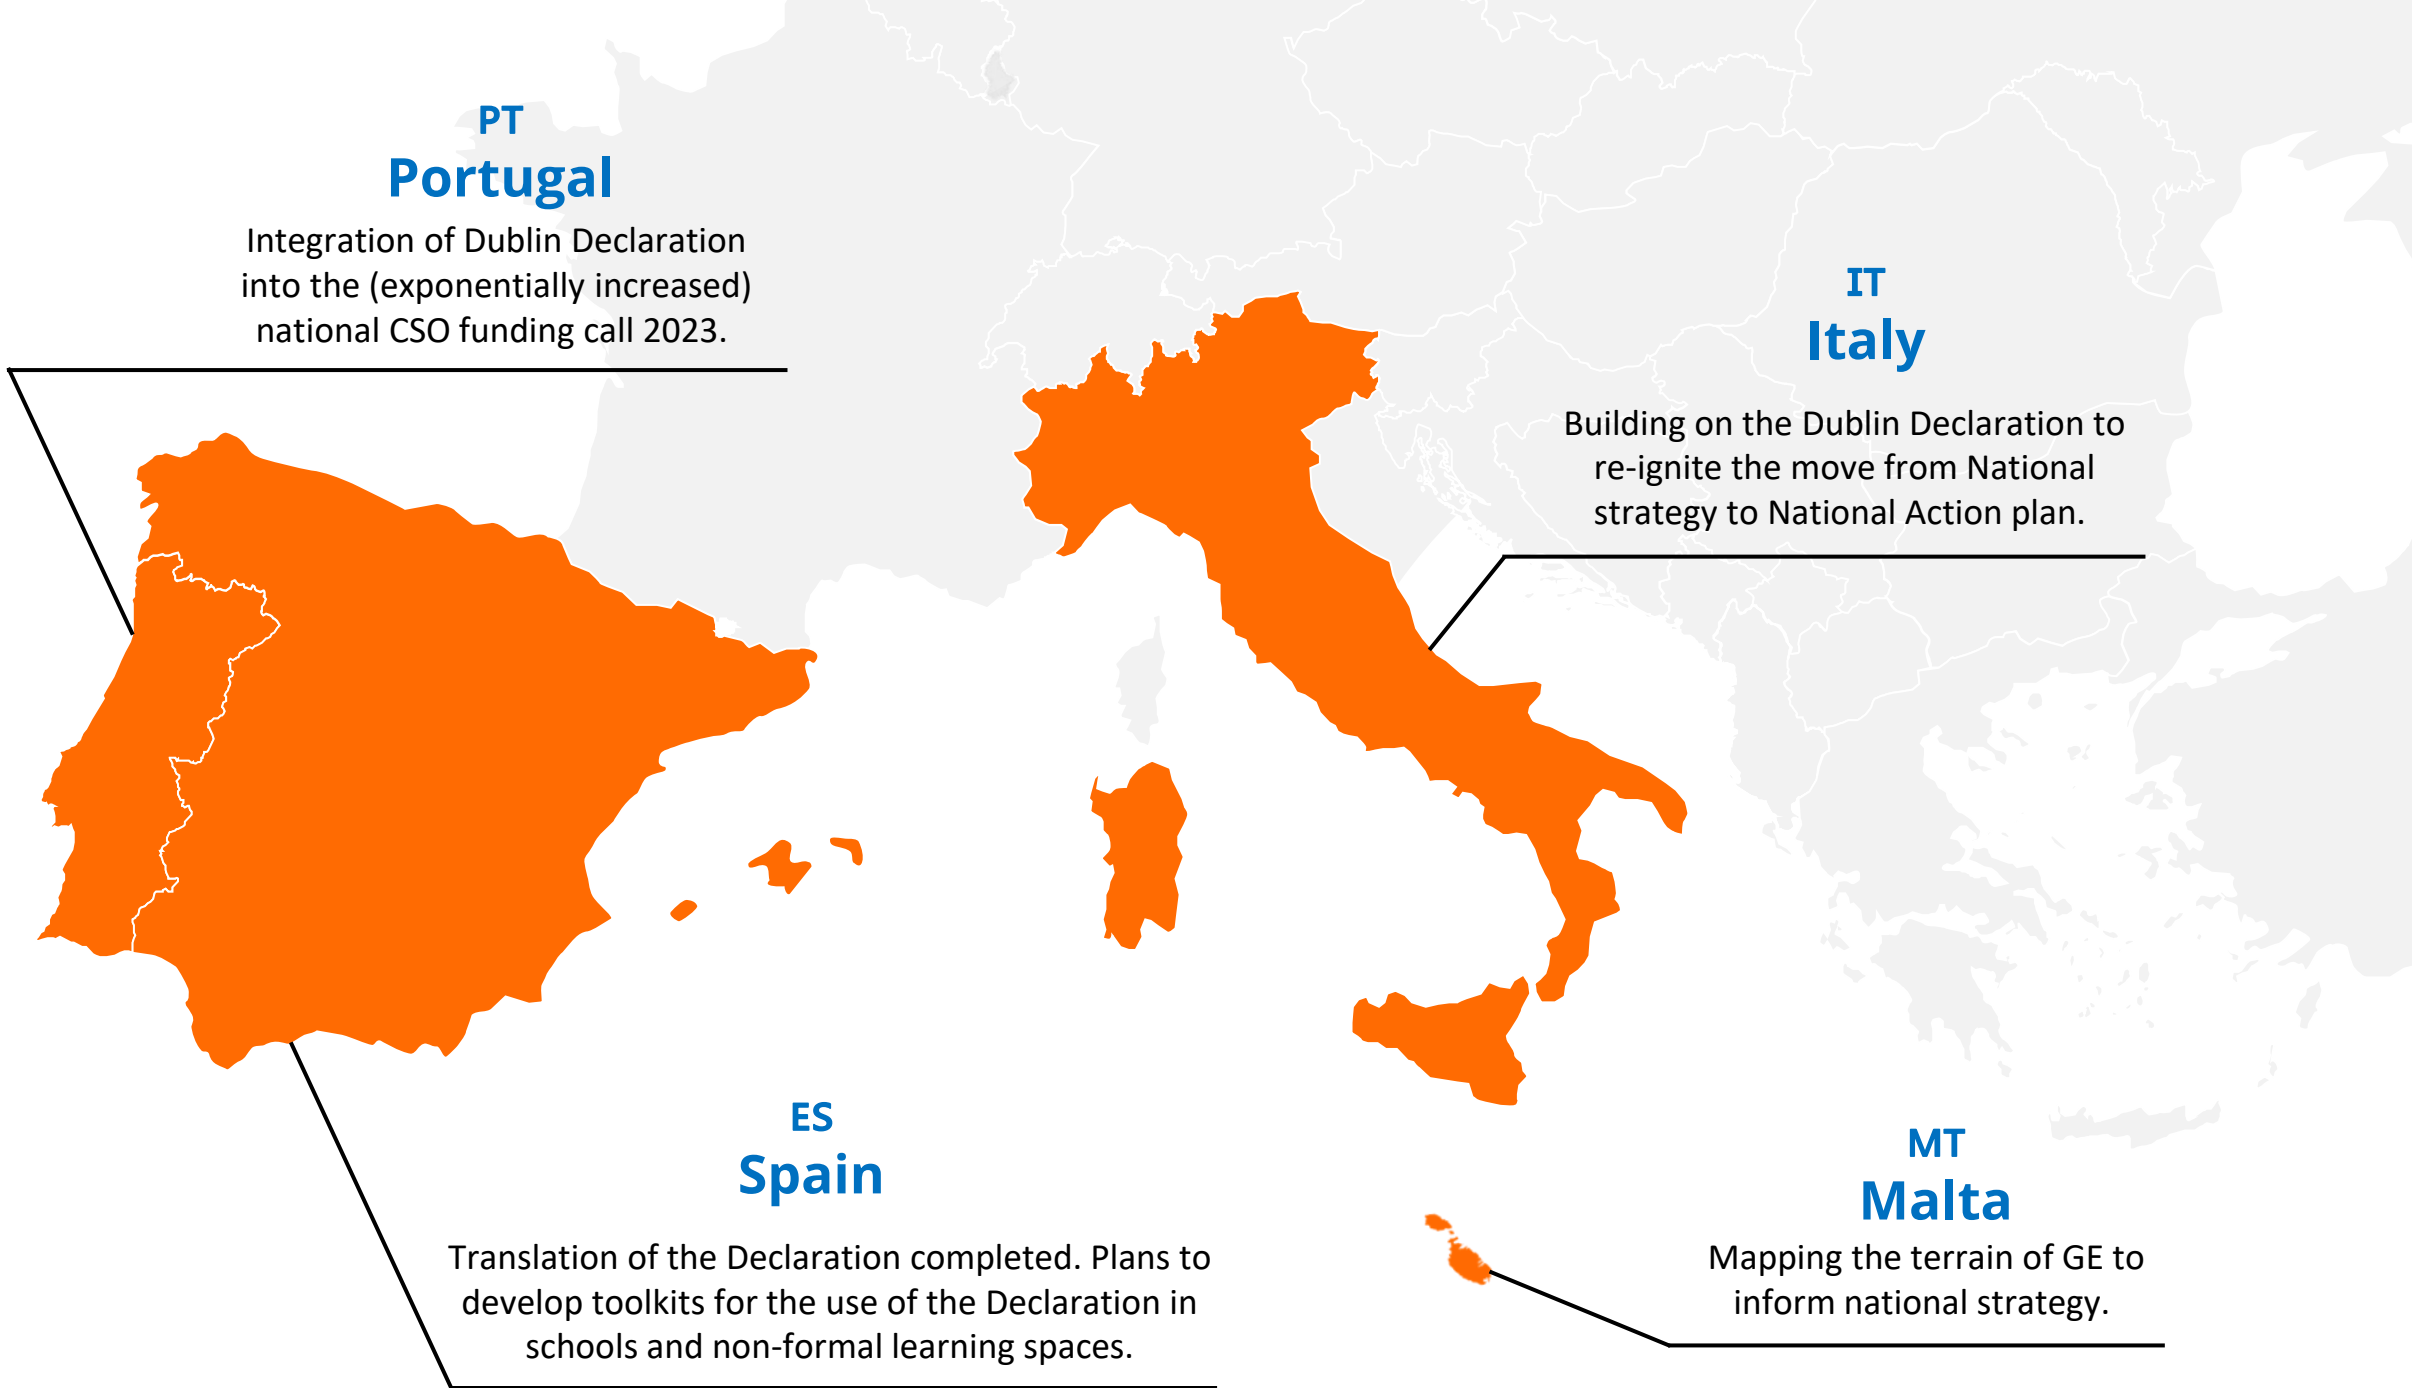 PT
Portugal
Integration of Dublin Declaration
into the (exponentially increased)
national CSO funding call 2023.
IT
Italy
Building on the Dublin Declaration to
re-ignite the move from National
strategy to National Action plan.
ES
Spain
Translation of the Declaration completed. Plans to
develop toolkits for the use of the Declaration in
schools and non-formal learning spaces.
MT
Malta
Mapping the terrain of GE to
inform national strategy.